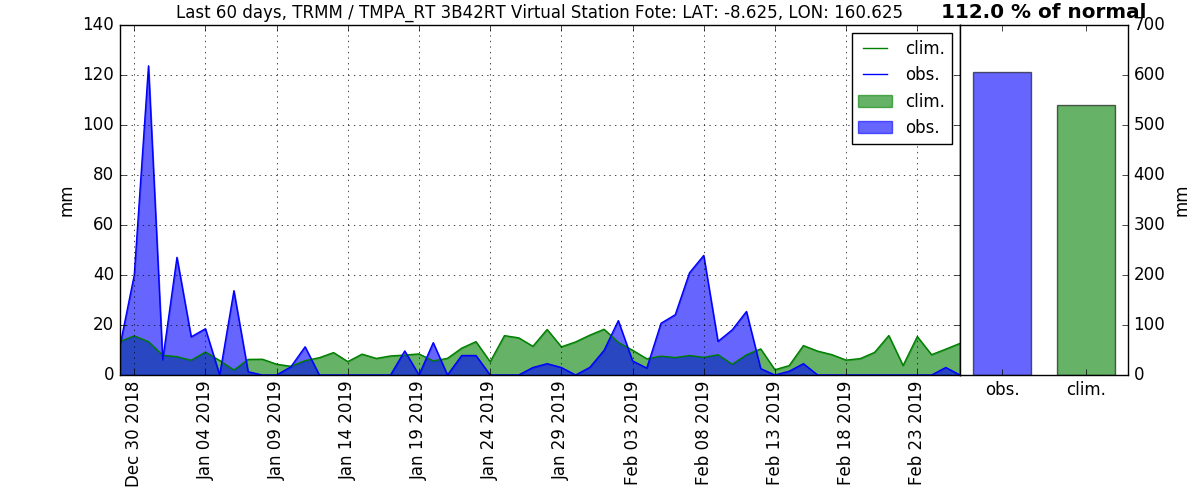 Last 60 days, TRMM / TMPA_RT 3B42RT Virtual Station Fote: LAT: -8.625, LON: 160.625
112.0 % of normal
140
120
100
80
60
40
20
0
mm
clim.
obs.
clim.
obs.
700
600
500
400
300
200
100
0
mm
obs.
clim.
Dec 30 2018
Jan 04 2019
Jan 09 2019
Jan 14 2019
Jan 19 2019
Jan 24 2019
Jan 29 2019
Feb 03 2019
Feb 08 2019
Feb 13 2019
Feb 18 2019
Feb 23 2019